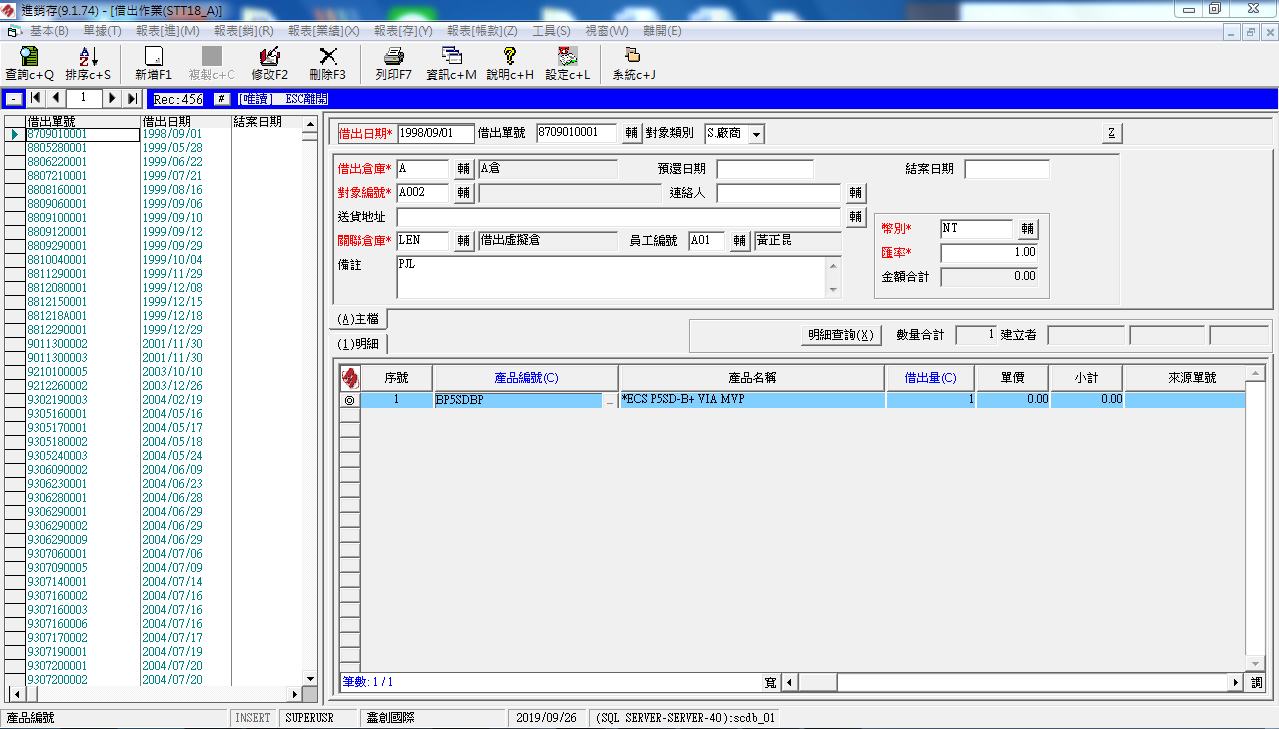 進銷存(9.1.74) - [借出作業(STT18_A)]
基本(B) 單據(T) 報表[進](M) 報表[銷](R) 報表[業績](X) 報表[存](Y) 報表[帳款](Z) 工具(S) 視窗(W) 離開(E)
查詢c+Q 排序c+S 新增F1 複製c+C 修改F2 刪除F3 列印F7 資訊c+M 說明c+H 設定c+L 系統c+J
- 1 Rec:456 # [唯讀] ESC離開
借出單號 借出日期 結案日期
8709010001 1998/09/01
8805280001 1999/05/28
8806220001 1999/06/22
8807210001 1999/07/21
8808160001 1999/08/16
8809060001 1999/09/06
8809100001 1999/09/10
8809120001 1999/09/12
8809290001 1999/09/29
8810040001 1999/10/04
8811290001 1999/11/29
8812080001 1999/12/08
8812150001 1999/12/15
881218A001 1999/12/18
8812290001 1999/12/29
9011300002 2001/11/30
9011300003 2001/11/30
9210100005 2003/10/10
9212260002 2003/12/26
9302190003 2004/02/19
9305160001 2004/05/16
9305170001 2004/05/17
9305180002 2004/05/18
9305240003 2004/05/24
9306090002 2004/06/09
9306230001 2004/06/23
9306280001 2004/06/28
9306290001 2004/06/29
9306290002 2004/06/29
9306290009 2004/06/29
9307060001 2004/07/06
9307090005 2004/07/09
9307140001 2004/07/14
9307160002 2004/07/16
9307160003 2004/07/16
9307160006 2004/07/16
9307170002 2004/07/17
9307190001 2004/07/19
9307200001 2004/07/20
9307200002 2004/07/20
借出日期* 1998/09/01 借出單號 8709010001 輔 對象類別 S.廠商 Z
借出倉庫* A 輔 A倉 預還日期 結案日期
對象編號* A002 輔 連絡人 輔
送貨地址 輔
關聯倉庫* LEN 輔 借出虛擬倉 員工編號 A01 輔 黃正昆
備註 PJL
幣別* NT 輔
匯率* 1.00
金額合計 0.00
(A)主檔
(1)明細 明細查詢(X) 數量合計 1 建立者
序號 產品編號(C) 產品名稱 借出量(C) 單價 小計 來源單號
1 BP5SDBP ... *ECS P5SD-B+ VIA MVP 1 0.00 0.00
筆數:1/1 寬 調
產品編號 INSERT SUPERUSR 鑫創國際 2019/09/26 (SQL SERVER-SERVER-40):scdb_01